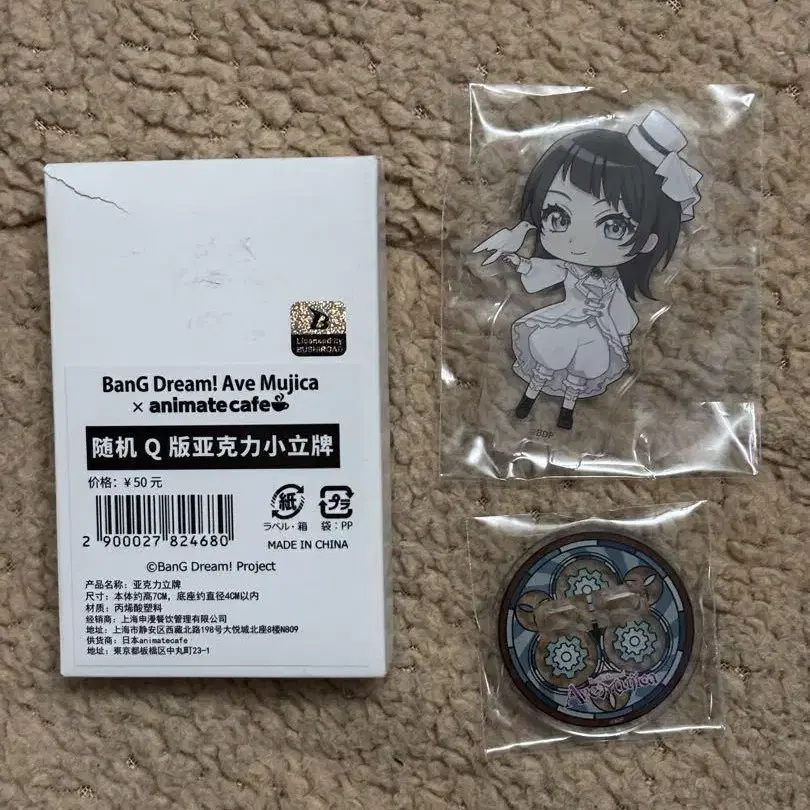 B
Licensed by
BUSHIROAD
BanG Dream! Ave Mujica
× animatecafe
随机 Q 版亚克力小立牌
价格：¥50 元
2 900027 824680
紙
ラベル・箱
プラ
袋：PP
MADE IN CHINA
©BanG Dream! Project
产品名称：亚克力立牌
尺寸：本体约高7CM，底座约直径4CM以内
材质：丙烯酸塑料
经销商：上海申漫餐饮管理有限公司
地址：上海市静安区西藏北路198号大悦城北座8楼N809
供货商：日本animatecafe
地址：東京都板橋区中丸町23-1
©BDP
Ave Mujica